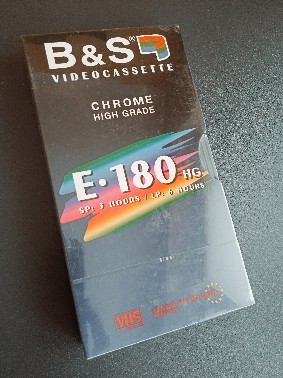 B&S
VIDEOCASSETTE
CHROME
HIGH GRADE
E•180 HG
SP: 3 HOURS / LP: 6 HOURS
VHS